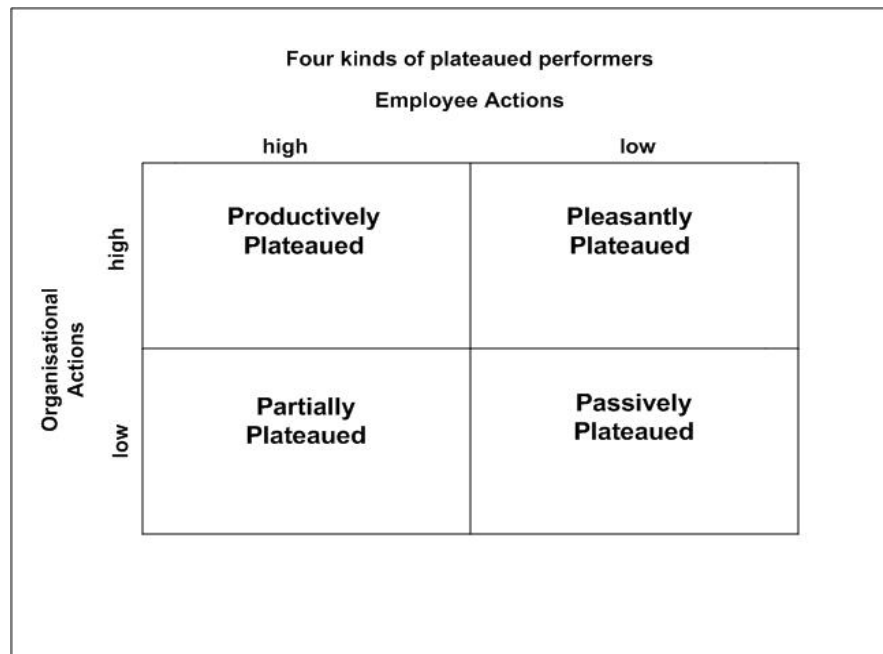 Four kinds of plateaued performers
Employee Actions
high
low
Productively
Plateaued
Pleasantly
Plateaued
high
Organisational
Actions
Partially
Plateaued
Passively
Plateaued
low